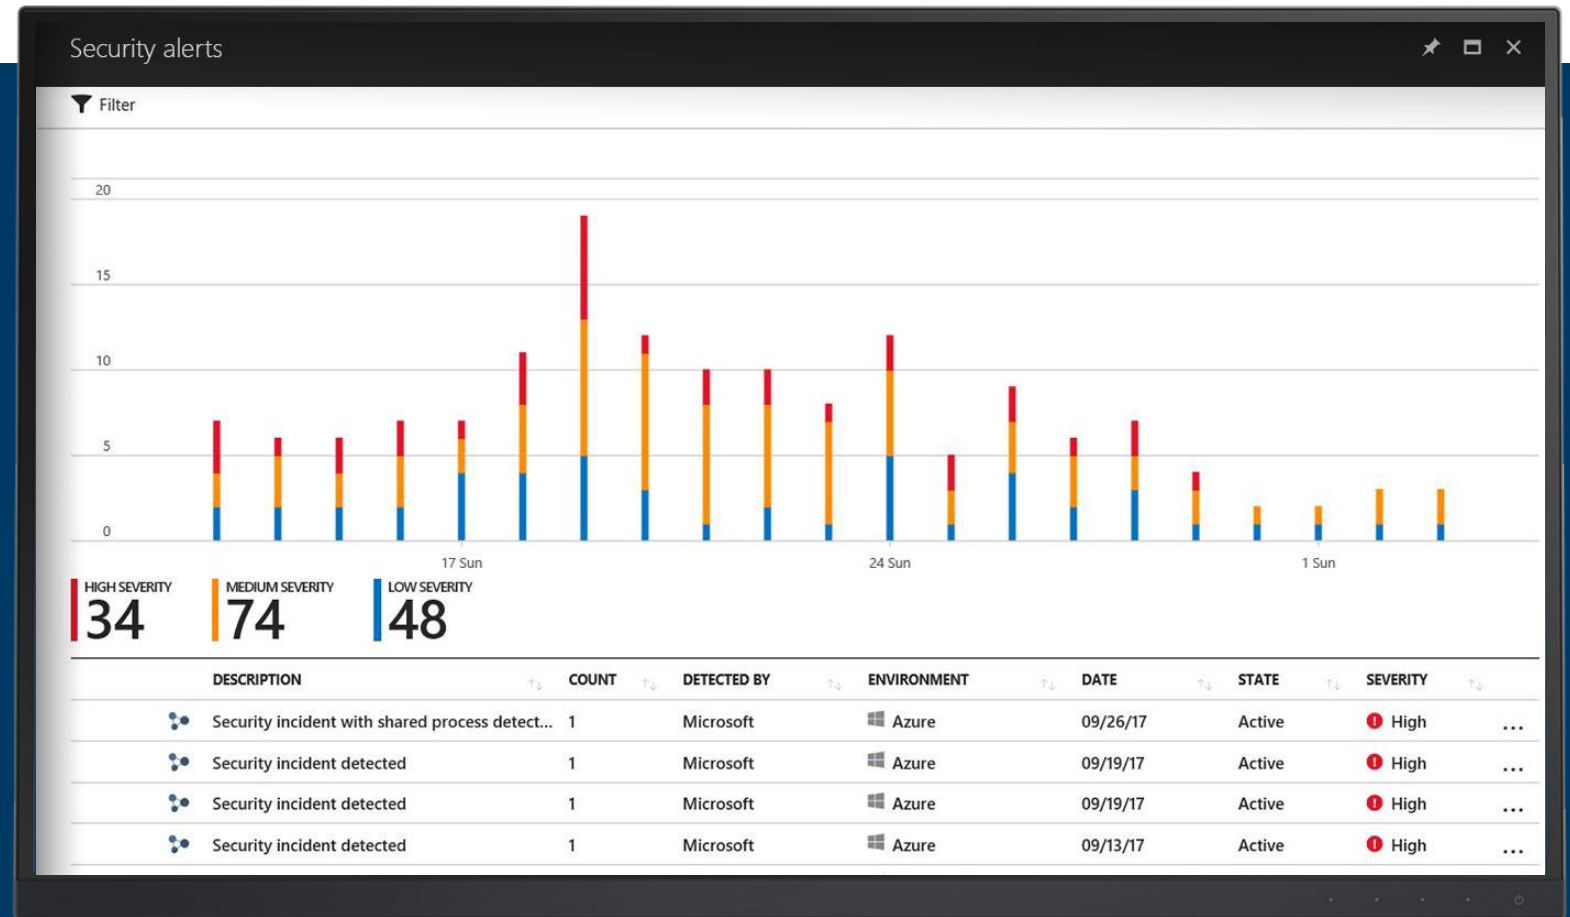 Security alerts
Filter
20
15
10
5
0
17 Sun 24 Sun 1 Sun
HIGH SEVERITY MEDIUM SEVERITY LOW SEVERITY
34 74 48
DESCRIPTION COUNT DETECTED BY ENVIRONMENT DATE STATE SEVERITY
Security incident with shared process detect... 1 Microsoft Azure 09/26/17 Active High ...
Security incident detected 1 Microsoft Azure 09/19/17 Active High ...
Security incident detected 1 Microsoft Azure 09/19/17 Active High ...
Security incident detected 1 Microsoft Azure 09/13/17 Active High ...